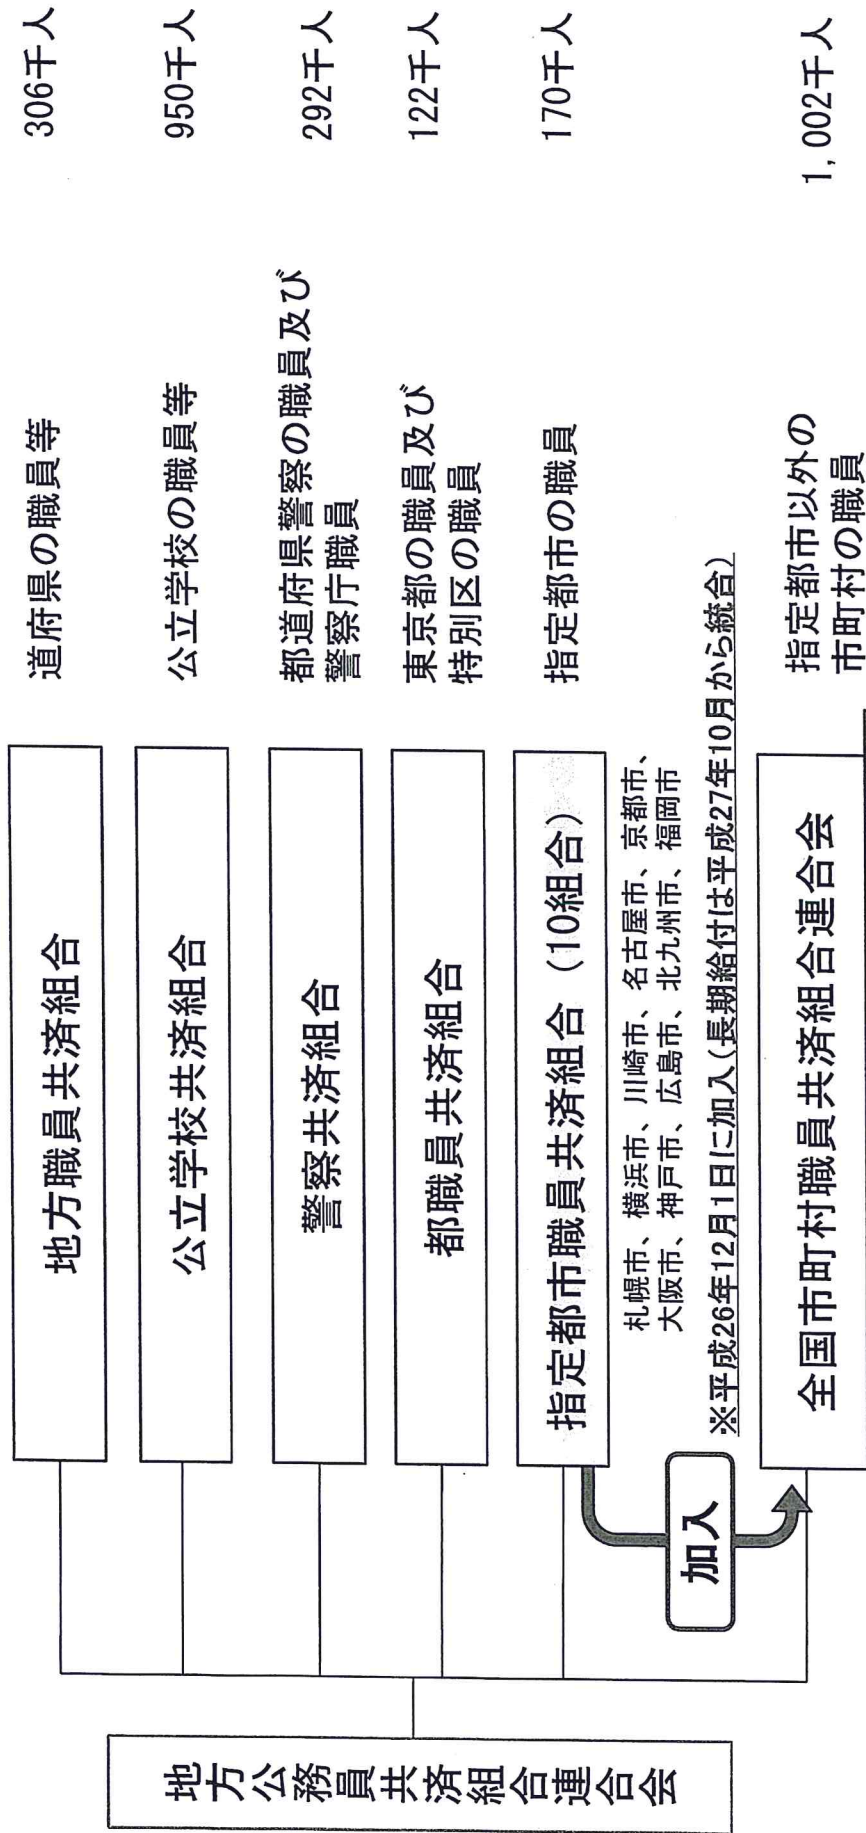 地方公務員共済組合連合会
地方職員共済組合
道府県の職員等
306千人
公立学校共済組合
公立学校の職員等
950千人
警察共済組合
都道府県警察の職員及び
警察庁職員
292千人
都職員共済組合
東京都の職員及び
特別区の職員
122千人
指定都市職員共済組合（10組合）
指定都市の職員
170千人
札幌市、横浜市、川崎市、名古屋市、京都市、
大阪市、神戸市、広島市、北九州市、福岡市
※平成26年12月1日に加入(長期給付は平成27年10月から統合)
加入
全国市町村職員共済組合連合会
指定都市以外の
市町村の職員
1,002千人